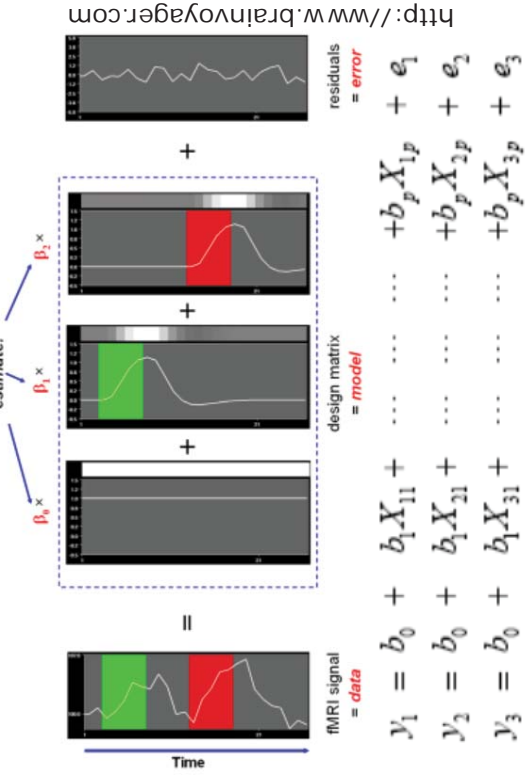 β₀ × β₁ × β₂ ×
Time
= + + +
fMRI signal
= data
design matrix
= model
residuals
= error
y₁ = b₀ + b₁X₁₁ + … … … +bₚX₁ₚ + e₁
y₂ = b₀ + b₁X₂₁ + … … … +bₚX₂ₚ + e₂
y₃ = b₀ + b₁X₃₁ + … … … +bₚX₃ₚ + e₃
http://www.brainvoyager.com